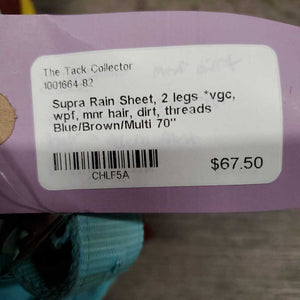 The Tack Collector
1001664-82
Supra Rain Sheet, 2 legs *vgc,
wpf, mnr hair, dirt, threads
Blue/Brown/Multi 70"
CHLF5A
$67.50